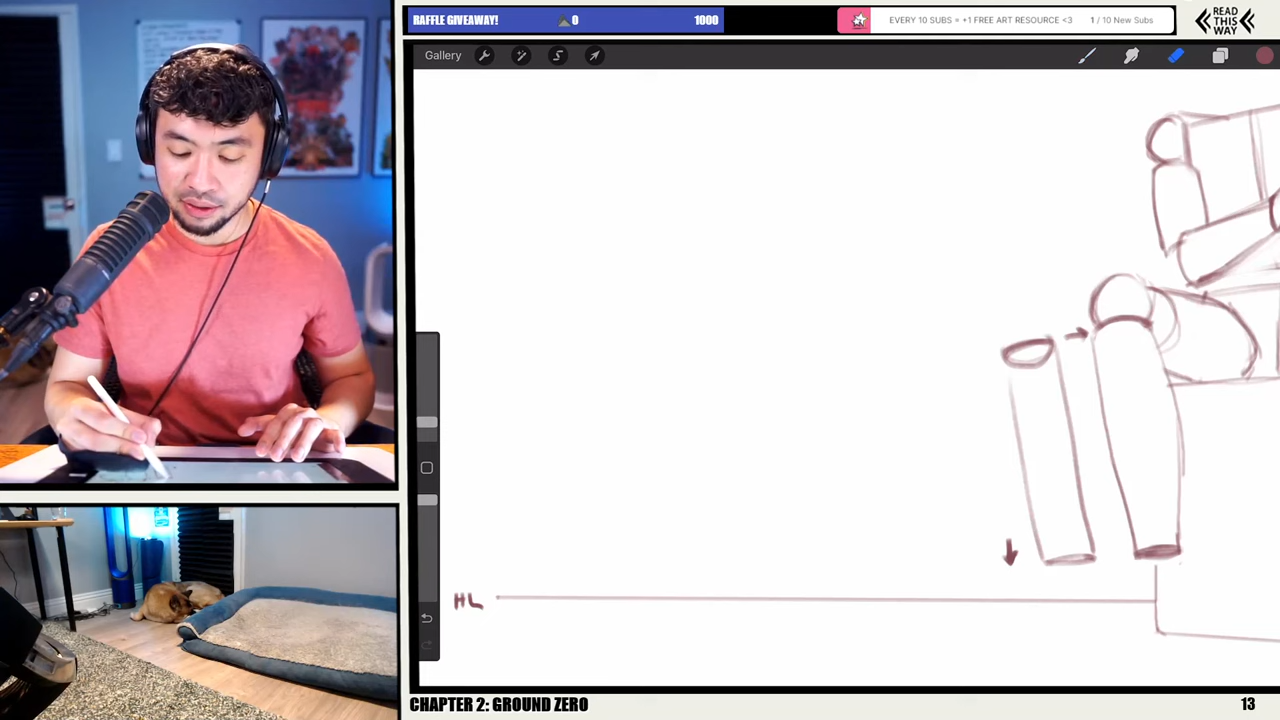 RAFFLE GIVEAWAY! 0 1000
EVERY 10 SUBS = +1 FREE ART RESOURCE <3 1 / 10 New Subs
READ
THIS
WAY
Gallery
HL
CHAPTER 2: GROUND ZERO
13